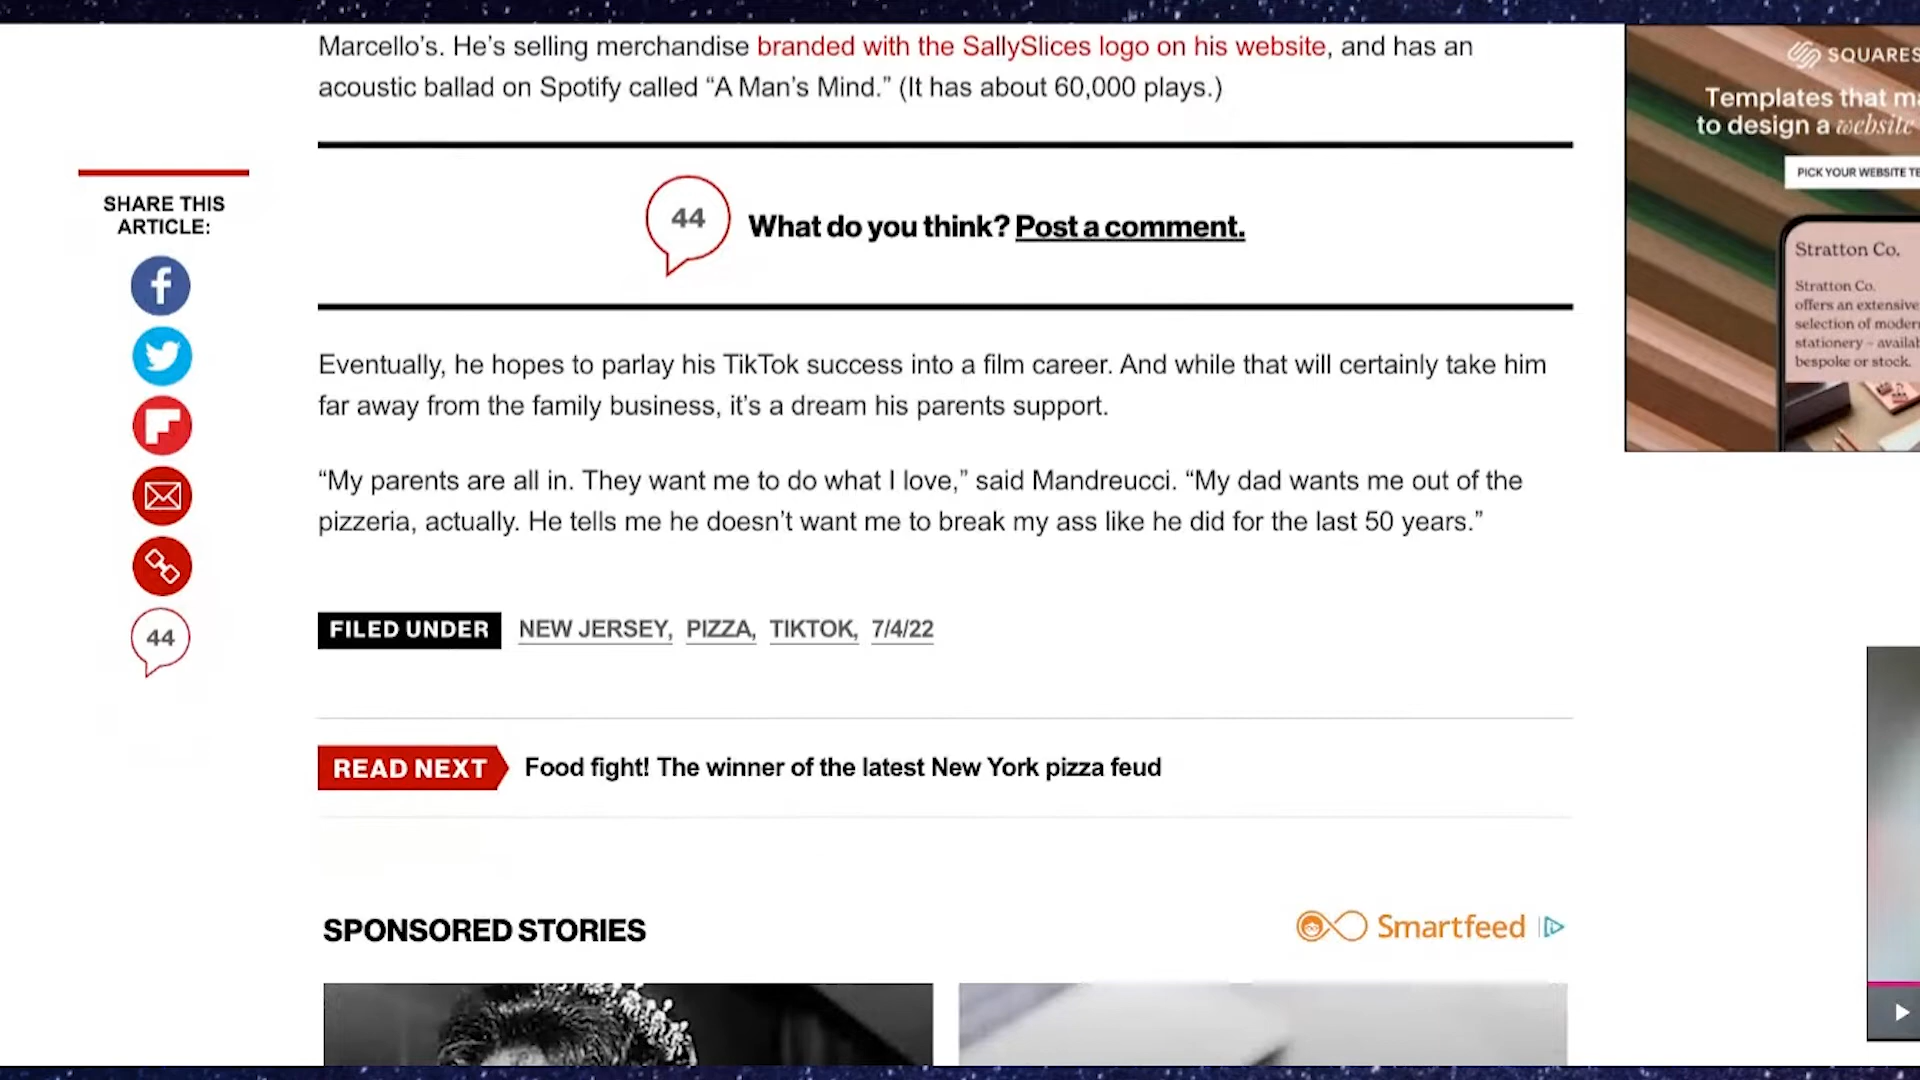 Marcello’s. He’s selling merchandise branded with the SallySlices logo on his website, and has an
acoustic ballad on Spotify called “A Man’s Mind.” (It has about 60,000 plays.)
SHARE THIS
ARTICLE:
44
What do you think? Post a comment.
Eventually, he hopes to parlay his TikTok success into a film career. And while that will certainly take him
far away from the family business, it’s a dream his parents support.
“My parents are all in. They want me to do what I love,” said Mandreucci. “My dad wants me out of the
pizzeria, actually. He tells me he doesn’t want me to break my ass like he did for the last 50 years.”
44
FILED UNDER NEW JERSEY, PIZZA, TIKTOK, 7/4/22
READ NEXT Food fight! The winner of the latest New York pizza feud
SPONSORED STORIES
Smartfeed
SQUARES
Templates that ma
to design a website
PICK YOUR WEBSITE TE
Stratton Co.
Stratton Co.
offers an extensive
selection of modern
stationery – availab
bespoke or stock.